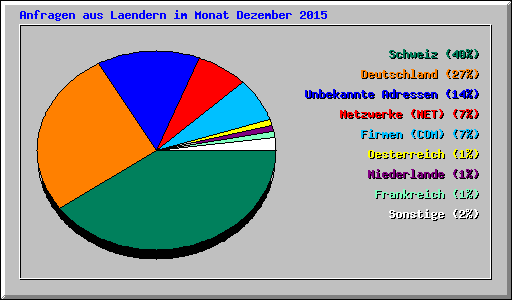 Anfragen aus Laendern im Monat Dezember 2015
Schweiz (40%)
Deutschland (27%)
Unbekannte Adressen (14%)
Netzwerke (NET) (7%)
Firmen (COM) (7%)
Oesterreich (1%)
Niederlande (1%)
Frankreich (1%)
Sonstige (2%)